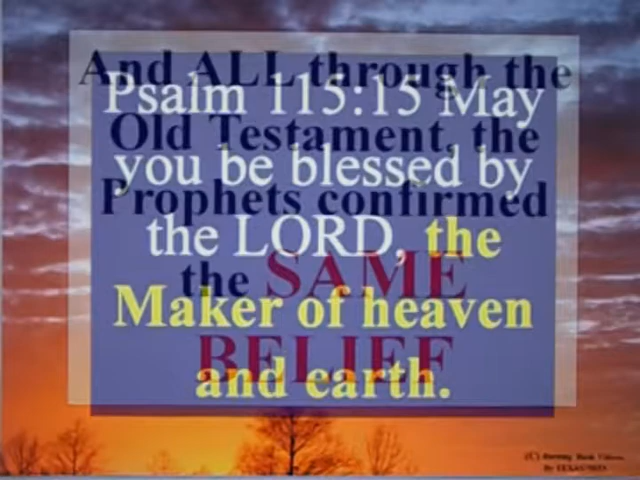 And ALL through the
Old Testament, the
Prophets confirmed
the SAME
BELIEF
Psalm 115:15 May
you be blessed by
the LORD, the
Maker of heaven
and earth.